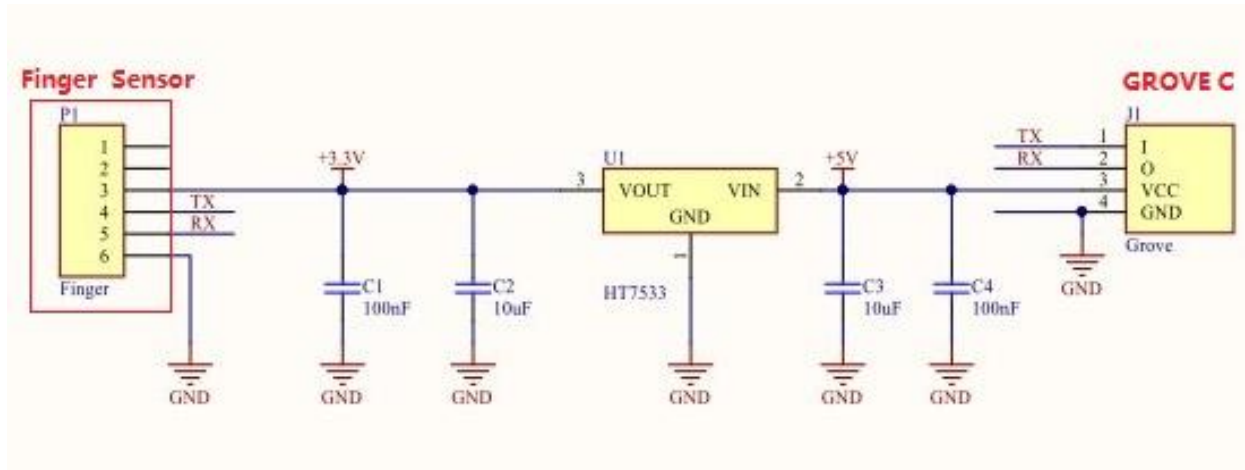 Finger Sensor
P1
1
2
3
4
5
6
TX
RX
Finger
GND
+3.3V
C1
100nF
GND
C2
10uF
GND
U1
3
VOUT
VIN
2
GND
1
HT7533
GND
+5V
C3
10uF
GND
C4
100nF
GND
GROVE C
J1
TX
1
I
RX
2
O
3
VCC
4
GND
Grove
GND